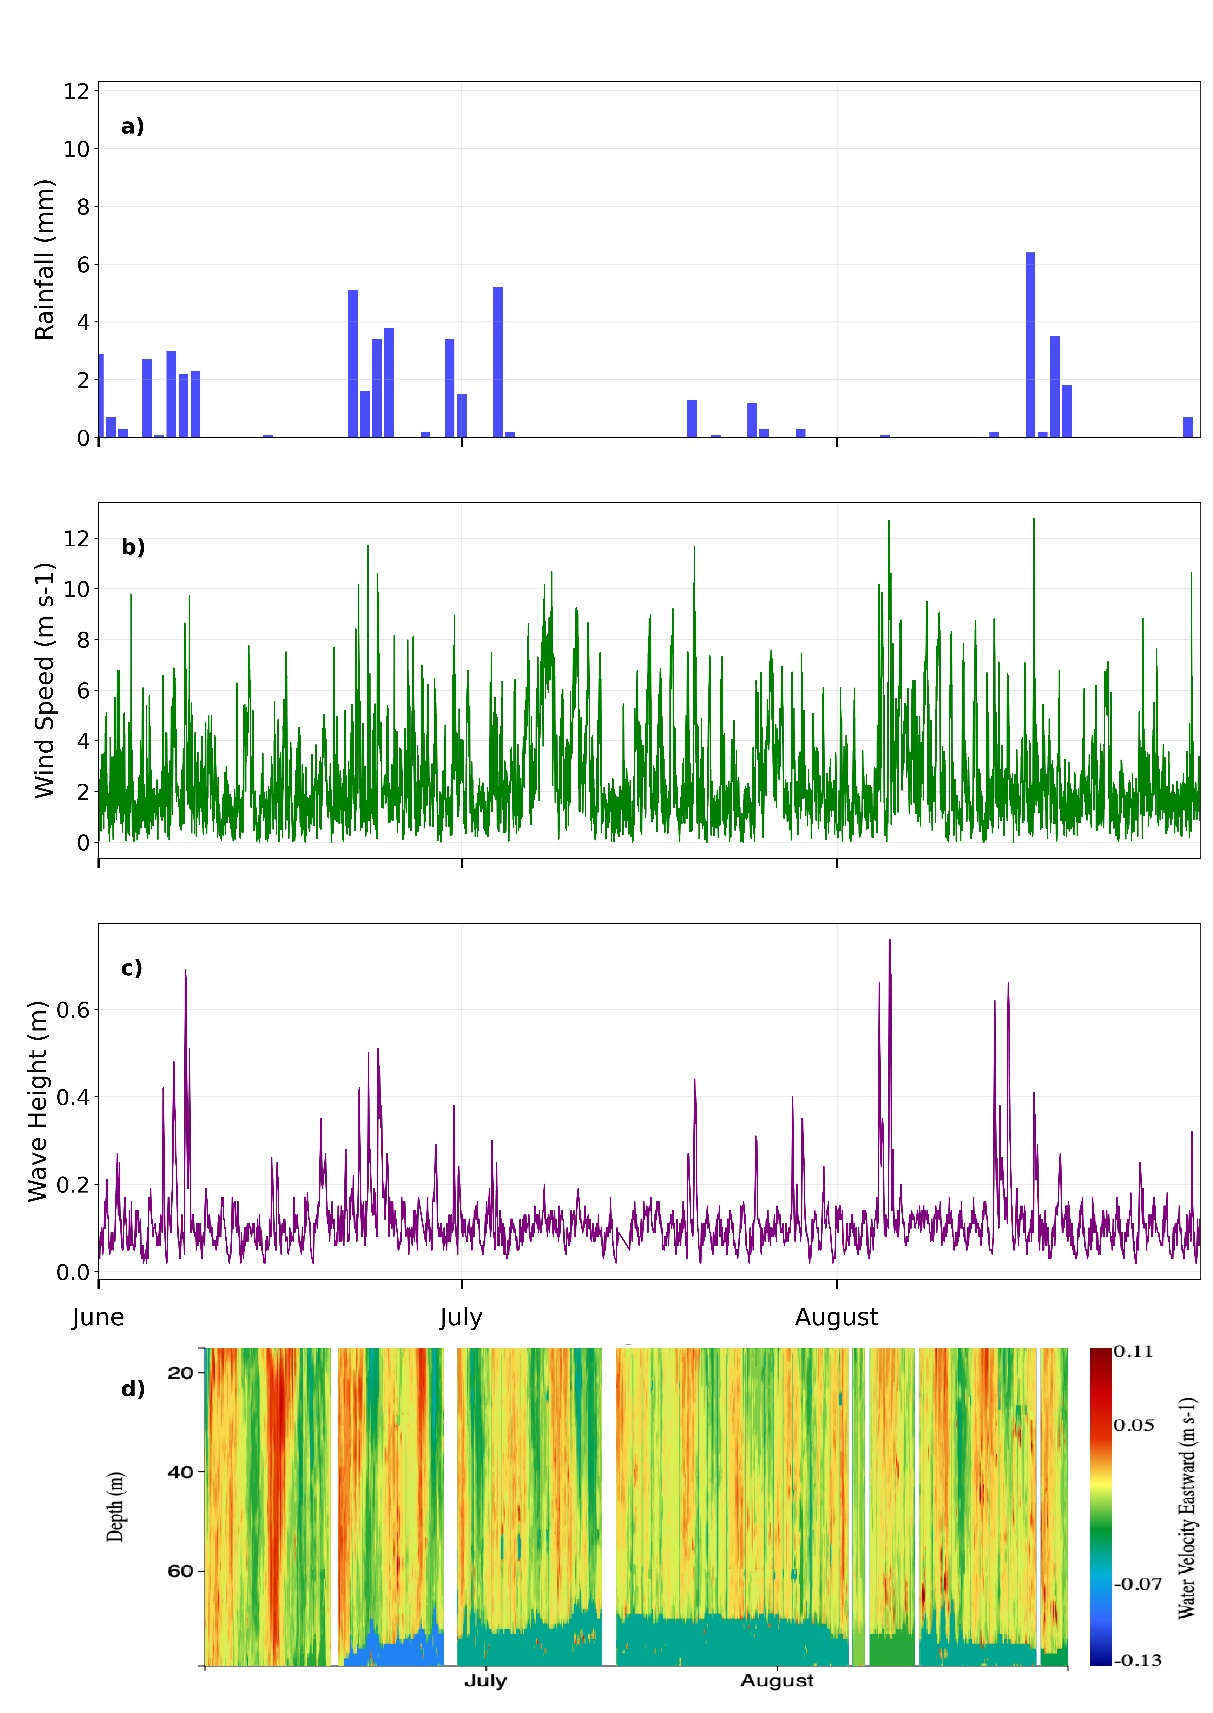 12
a)
10
8
6
4
2
0
Rainfall (mm)
12
b)
10
8
6
4
2
0
Wind Speed (m s-1)
c)
0.6
0.4
0.2
0.0
Wave Height (m)
June July August
d)
20
40
60
Depth (m)
July August
0.11
0.05
-0.07
-0.13
Water Velocity Eastward (m s-1)